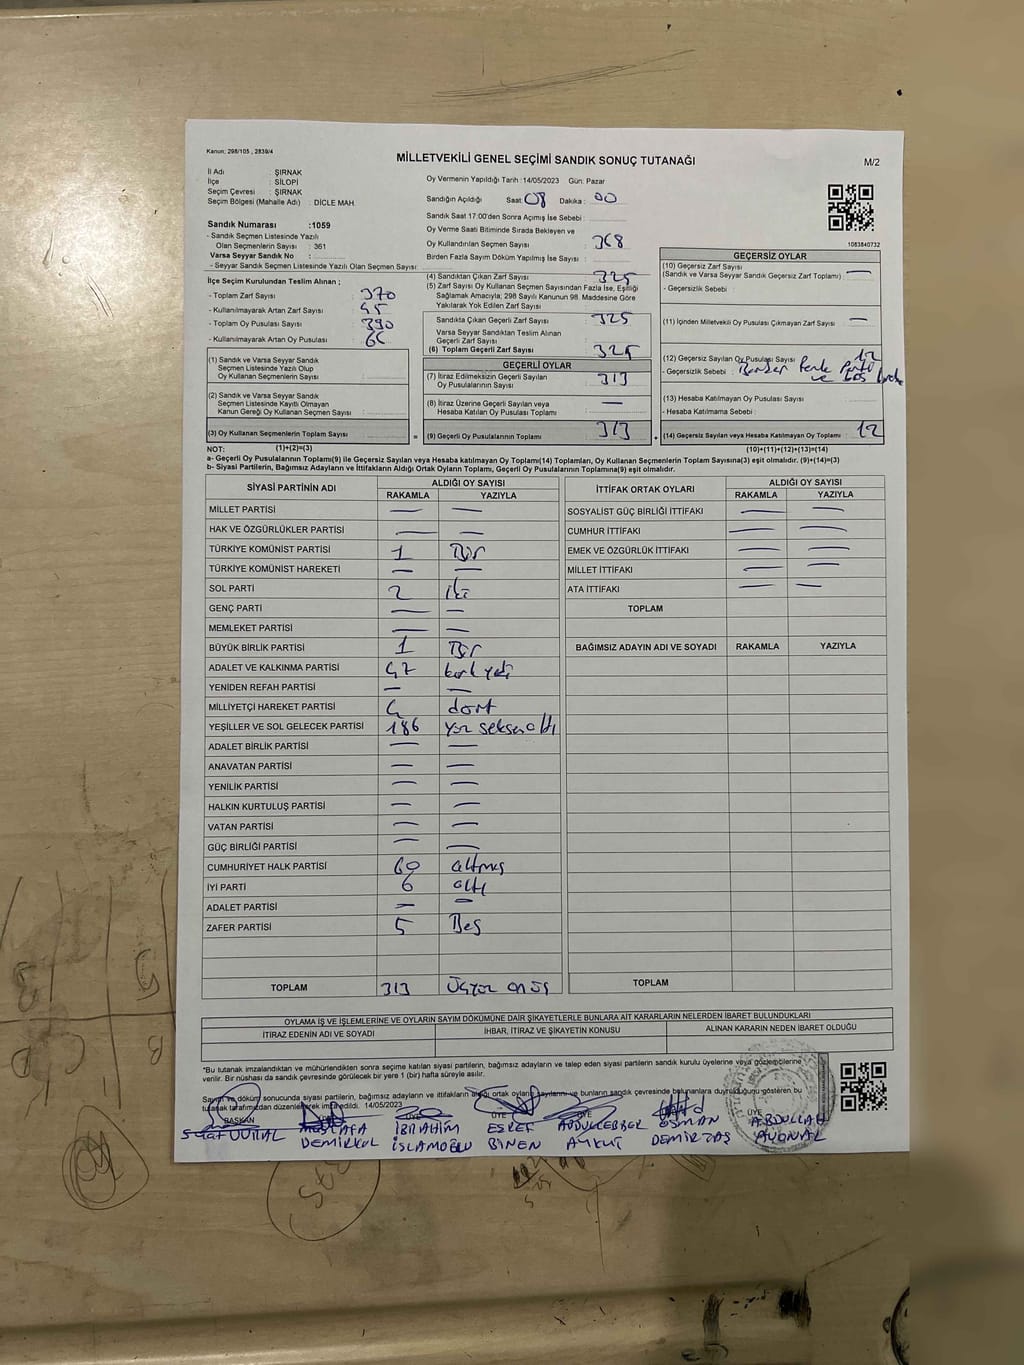 Kanun: 298/105 , 2839/4
MİLLETVEKİLİ GENEL SEÇİMİ SANDIK SONUÇ TUTANAĞI
M/2
İl Adı : ŞIRNAK
İlçe : SİLOPİ
Seçim Çevresi : ŞIRNAK
Seçim Bölgesi (Mahalle Adı) : DİCLE MAH.
Sandık Numarası :1059
- Sandık Seçmen Listesinde Yazılı
Olan Seçmenlerin Sayısı : 361
Varsa Seyyar Sandık No :
- Seyyar Sandık Seçmen Listesinde Yazılı Olan Seçmen Sayısı:
Oy Vermenin Yapıldığı Tarih :14/05/2023 Gün: Pazar
Sandığın Açıldığı Saat: 08 Dakika: 00
Sandık Saat 17:00'den Sonra Açılmış İse Sebebi :
Oy Verme Saati Bitiminde Sırada Bekleyen ve
Oy Kullandırılan Seçmen Sayısı : 368
Birden Fazla Sayım Döküm Yapılmış İse Sayısı :
1083840732
İlçe Seçim Kurulundan Teslim Alınan ;
- Toplam Zarf Sayısı : 370
- Kullanılmayarak Artan Zarf Sayısı : 45
- Toplam Oy Pusulası Sayısı : 390
- Kullanılmayarak Artan Oy Pusulası :
(4) Sandıktan Çıkan Zarf Sayısı : 325
(5) Zarf Sayısı Oy Kullanan Seçmen Sayısından Fazla İse, Eşitliği
Sağlamak Amacıyla; 298 Sayılı Kanunun 98. Maddesine Göre
Yakılarak Yok Edilen Zarf Sayısı :
Sandıkta Çıkan Geçerli Zarf Sayısı : 325
Varsa Seyyar Sandıktan Teslim Alınan
Geçerli Zarf Sayısı :
(6) Toplam Geçerli Zarf Sayısı : 325
GEÇERSİZ OYLAR
(10) Geçersiz Zarf Sayısı
(Sandık ve Varsa Seyyar Sandık Geçersiz Zarf Toplamı) : —
- Geçersizlik Sebebi :
(11) İçinden Milletvekili Oy Pusulası Çıkmayan Zarf Sayısı : —
(12) Geçersiz Sayılan Oy Pusulası Sayısı : 12
- Geçersizlik Sebebi :
(13) Hesaba Katılmayan Oy Pusulası Sayısı :
- Hesaba Katılmama Sebebi :
(14) Geçersiz Sayılan veya Hesaba Katılmayan Oy Toplamı : 12
(1) Sandık ve Varsa Seyyar Sandık
Seçmen Listesinde Yazılı Olup
Oy Kullanan Seçmenlerin Sayısı :
(2) Sandık ve Varsa Seyyar Sandık
Seçmen Listesinde Kayıtlı Olmayan
Kanun Gereği Oy Kullanan Seçmen Sayısı :
(3) Oy Kullanan Seçmenlerin Toplam Sayısı :
GEÇERLİ OYLAR
(7) İtiraz Edilmeksizin Geçerli Sayılan
Oy Pusulalarının Sayısı : 313
(8) İtiraz Üzerine Geçerli Sayılan veya
Hesaba Katılan Oy Pusulası Toplamı : —
= (9) Geçerli Oy Pusulalarının Toplamı : 313
NOT: (1)+(2)=(3) (10)+(11)+(12)+(13)=(14)
a- Geçerli Oy Pusulalarının Toplamı(9) ile Geçersiz Sayılan veya Hesaba katılmayan Oy Toplamı(14) Toplamları, Oy Kullanan Seçmenlerin Toplam Sayısına(3) eşit olmalıdır. (9)+(14)=(3)
b- Siyasi Partilerin, Bağımsız Adayların ve İttifakların Aldığı Ortak Oyların Toplamı, Geçerli Oy Pusulalarının Toplamına(9) eşit olmalıdır.
SİYASİ PARTİNİN ADI ALDIĞI OY SAYISI
RAKAMLA YAZIYLA
MİLLET PARTİSİ — —
HAK VE ÖZGÜRLÜKLER PARTİSİ — —
TÜRKİYE KOMÜNİST PARTİSİ 1 Bir
TÜRKİYE KOMÜNİST HAREKETİ — —
SOL PARTİ 2 iki
GENÇ PARTİ — —
MEMLEKET PARTİSİ — —
BÜYÜK BİRLİK PARTİSİ 1 Bir
ADALET VE KALKINMA PARTİSİ 47 kırk yedi
YENİDEN REFAH PARTİSİ — —
MİLLİYETÇİ HAREKET PARTİSİ 4 dört
YEŞİLLER VE SOL GELECEK PARTİSİ 186 yüz seksen altı
ADALET BİRLİK PARTİSİ — —
ANAVATAN PARTİSİ — —
YENİLİK PARTİSİ — —
HALKIN KURTULUŞ PARTİSİ — —
VATAN PARTİSİ — —
GÜÇ BİRLİĞİ PARTİSİ — —
CUMHURİYET HALK PARTİSİ 60 altmış
İYİ PARTİ 6 altı
ADALET PARTİSİ — —
ZAFER PARTİSİ 5 Beş
TOPLAM 313 Üçyüz on üç
İTTİFAK ORTAK OYLARI ALDIĞI OY SAYISI
RAKAMLA YAZIYLA
SOSYALİST GÜÇ BİRLİĞİ İTTİFAKI — —
CUMHUR İTTİFAKI — —
EMEK VE ÖZGÜRLÜK İTTİFAKI — —
MİLLET İTTİFAKI — —
ATA İTTİFAKI — —
TOPLAM
BAĞIMSIZ ADAYIN ADI VE SOYADI RAKAMLA YAZIYLA
TOPLAM
OYLAMA İŞ VE İŞLEMLERİNE VE OYLARIN SAYIM DÖKÜMÜNE DAİR ŞİKAYETLERLE BUNLARA AİT KARARLARIN NELERDEN İBARET BULUNDUKLARI
İTİRAZ EDENİN ADI VE SOYADI İHBAR, İTİRAZ VE ŞİKAYETİN KONUSU ALINAN KARARIN NEDEN İBARET OLDUĞU
*Bu tutanak imzalandıktan ve mühürlendikten sonra seçime katılan siyasi partilerin, bağımsız adayların ve talep eden siyasi partilerin sandık kurulu üyelerine veya gözlemcilerine
verilir. Bir nüshası da sandık çevresinde görülecek bir yere 1 (bir) hafta süreyle asılır.
Sayım ve döküm sonucunda siyasi partilerin, bağımsız adayların ve ittifakların aldığı ortak oyların sayılarını ve bunların sandık çevresinde bulunanlara duyurulduğunu gösteren bu
tutanak tarafımızdan düzenlenerek imza edildi. 14/05/2023
BAŞKAN ÜYE ÜYE ÜYE ÜYE ÜYE
VURAL MUSTAFA İBRAHİM EŞREF OSMAN ABDULLAH
DEMİRKOL İSLAMOĞLU BİNEN AYKUT DEMİRTAŞ